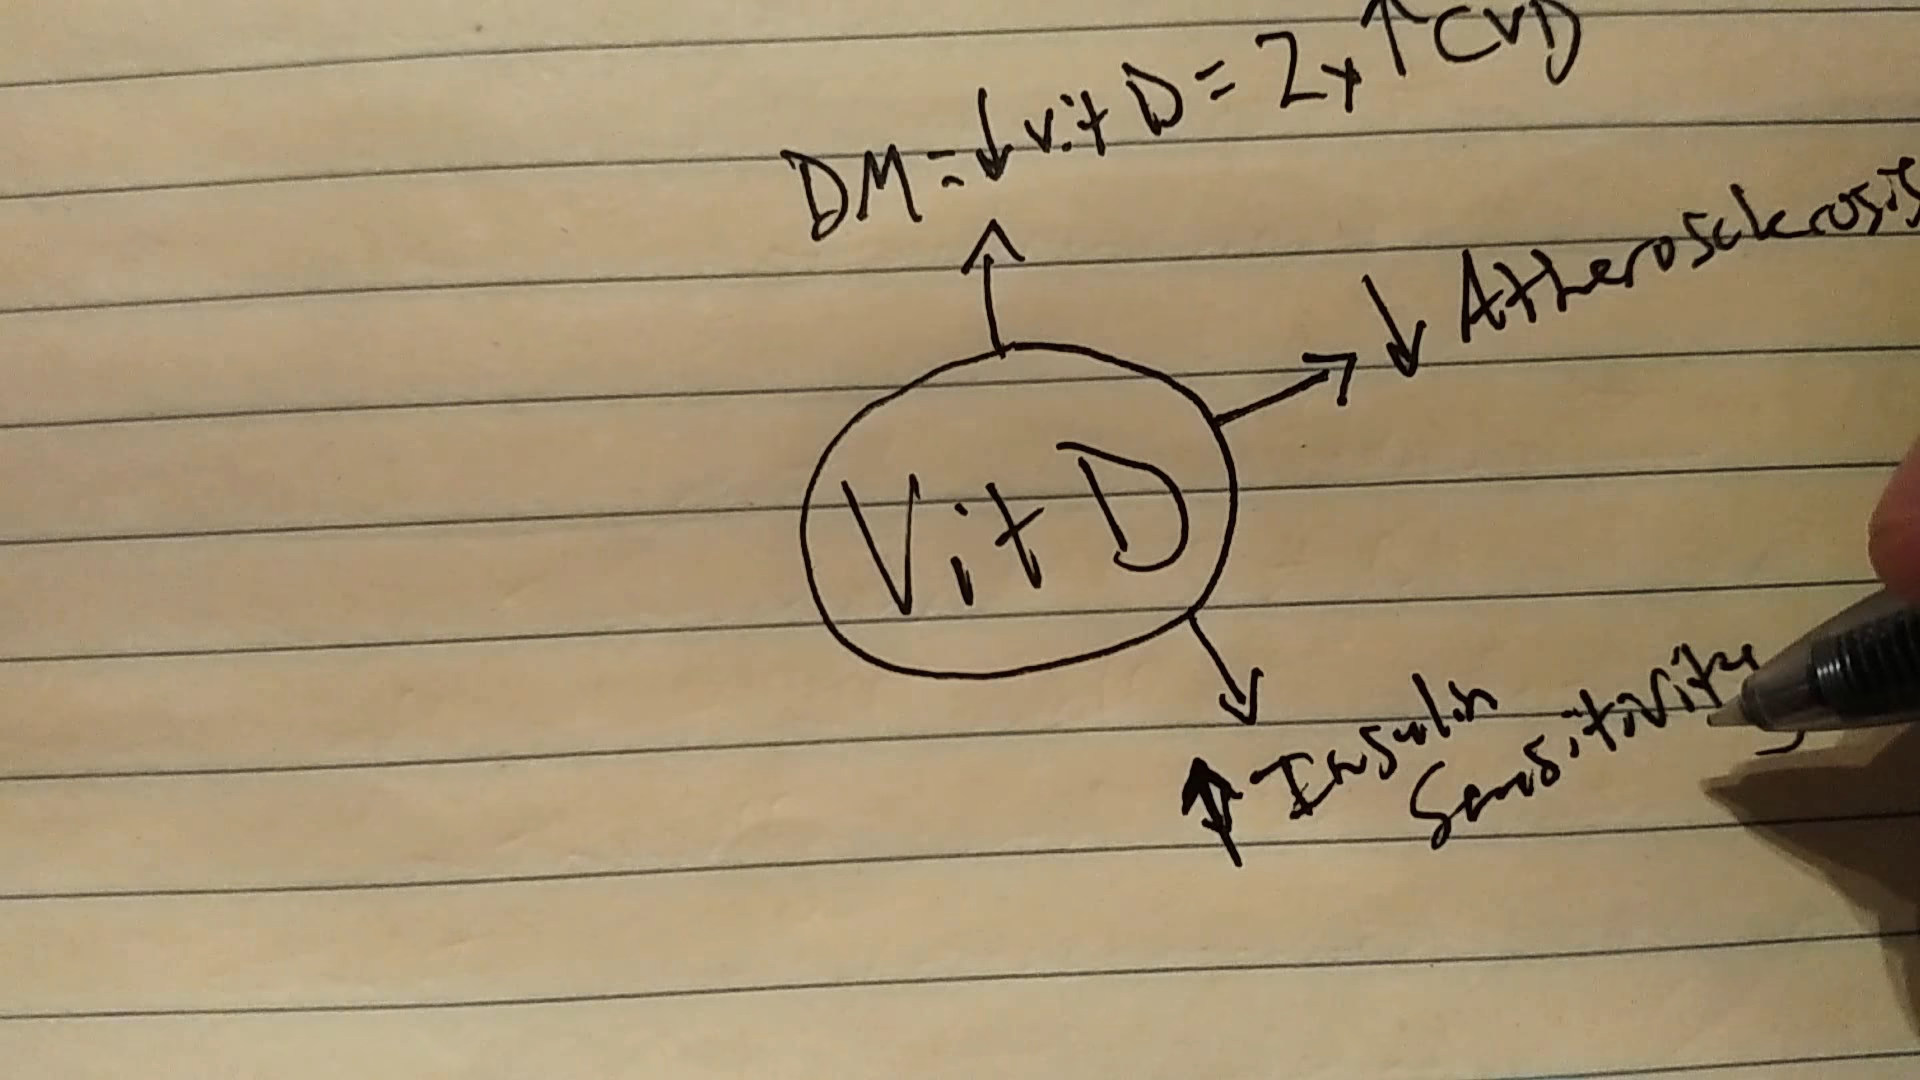 DM = ↓ vit D = 2x ↑ CVD
↓ Atherosclerosis
Vit D
↑ Insulin
Sensitivity